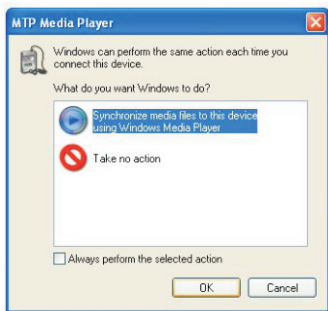 MTP Media Player
Windows can perform the same action each time you
connect this device.
What do you want Windows to do?
Synchronize media files to this device
using Windows Media Player
Take no action
Always perform the selected action
OK
Cancel